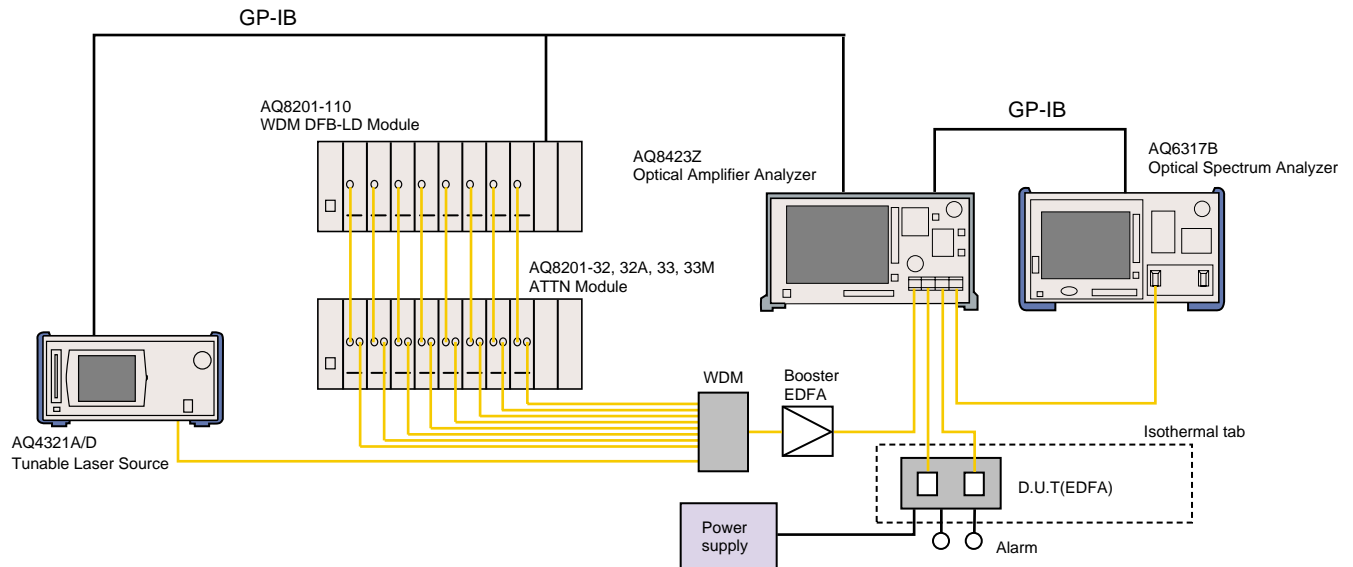 GP-IB
AQ8201-110
WDM DFB-LD Module
GP-IB
AQ8423Z
Optical Amplifier Analyzer
AQ6317B
Optical Spectrum Analyzer
AQ8201-32, 32A, 33, 33M
ATTN Module
WDM
Booster
EDFA
AQ4321A/D
Tunable Laser Source
Isothermal tab
D.U.T(EDFA)
Power
supply
Alarm